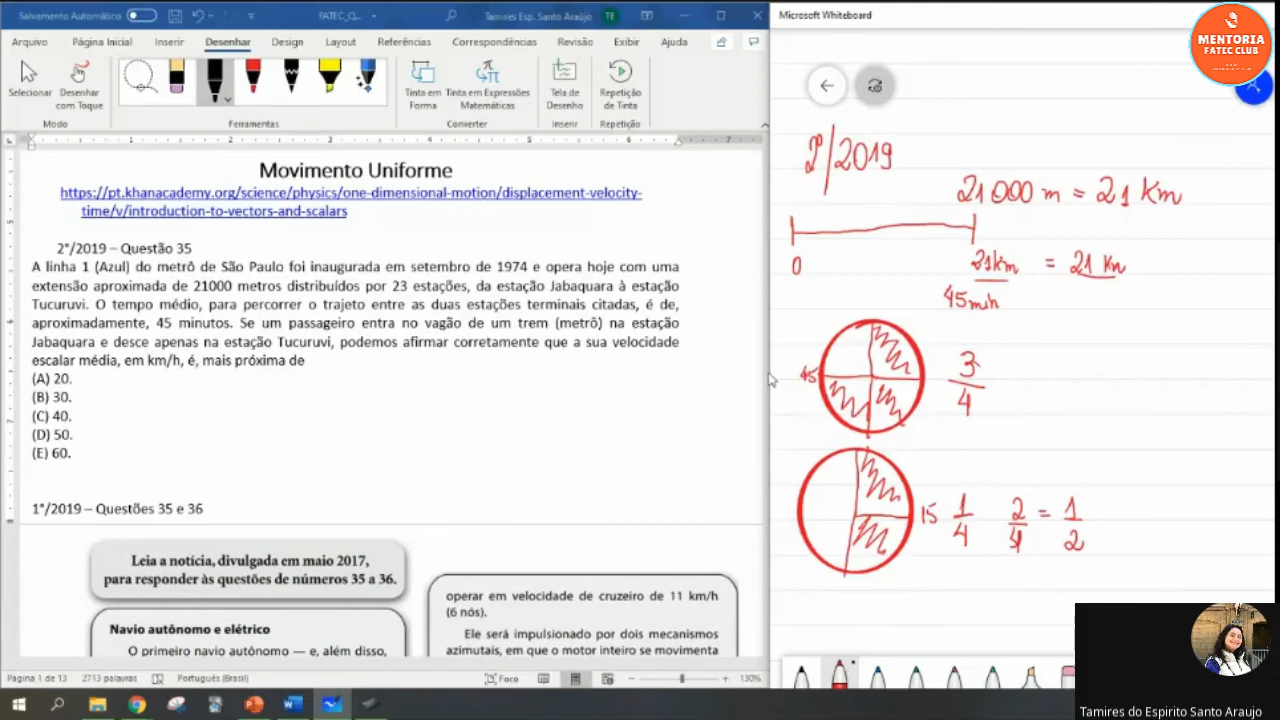 Salvamento Automático
FATEC_CL...
Tamires Esp. Santo Araújo
TE
Arquivo
Página Inicial
Inserir
Desenhar
Design
Layout
Referências
Correspondências
Revisão
Exibir
Ajuda
Selecionar
Desenhar com Toque
Tinta em Forma
Tinta em Expressões Matemáticas
Tela de Desenho
Repetição de Tinta
Modo
Ferramentas
Converter
Inserir
Repetição
Movimento Uniforme
https://pt.khanacademy.org/science/physics/one-dimensional-motion/displacement-velocity-
time/v/introduction-to-vectors-and-scalars
2°/2019 – Questão 35
A linha 1 (Azul) do metrô de São Paulo foi inaugurada em setembro de 1974 e opera hoje com uma
extensão aproximada de 21000 metros distribuídos por 23 estações, da estação Jabaquara à estação
Tucuruvi. O tempo médio, para percorrer o trajeto entre as duas estações terminais citadas, é de,
aproximadamente, 45 minutos. Se um passageiro entra no vagão de um trem (metrô) na estação
Jabaquara e desce apenas na estação Tucuruvi, podemos afirmar corretamente que a sua velocidade
escalar média, em km/h, é, mais próxima de
(A) 20.
(B) 30.
(C) 40.
(D) 50.
(E) 60.
1°/2019 – Questões 35 e 36
Leia a notícia, divulgada em maio 2017,
para responder às questões de números 35 a 36.
Navio autônomo e elétrico
O primeiro navio autônomo — e, além disso,
operar em velocidade de cruzeiro de 11 km/h
(6 nós).
Ele será impulsionado por dois mecanismos
azimutais, em que o motor inteiro se movimenta
Página 1 de 13
2713 palavras
Português (Brasil)
Foco
130%
Microsoft Whiteboard
MENTORIA
FATEC CLUB
2º/2019
21 000 m = 21 Km
0
21km = 21 Km
45min
45
3/4
15 1/4 2/4 = 1/2
Tamires do Espirito Santo Araujo